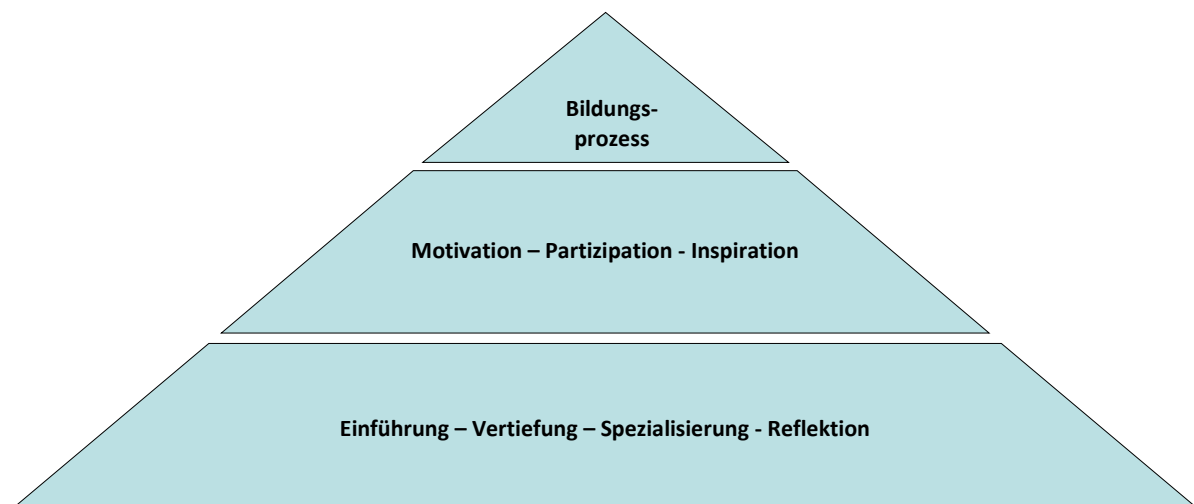 Bildungs-
prozess
Motivation – Partizipation - Inspiration
Einführung – Vertiefung – Spezialisierung - Reflektion